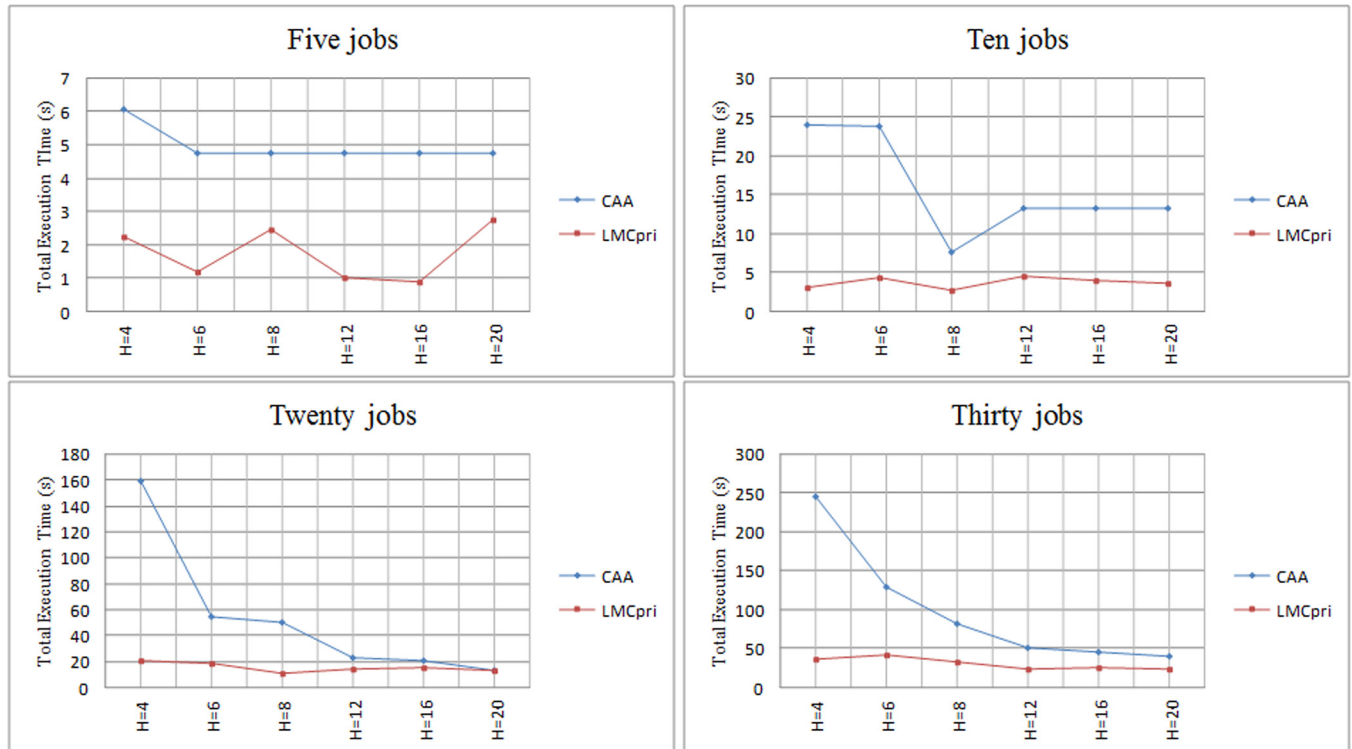 Five jobs
Total Execution TIme (s)
7
6
5
4
3
2
1
0
H=4
H=6
H=8
H=12
H=16
H=20
CAA
LMCpri
Ten jobs
Total Execution TIme (s)
30
25
20
15
10
5
0
H=4
H=6
H=8
H=12
H=16
H=20
CAA
LMCpri
Twenty jobs
Total Execution Time (s)
180
160
140
120
100
80
60
40
20
0
H=4
H=6
H=8
H=12
H=16
H=20
CAA
LMCpri
Thirty jobs
Total Execution Time (s)
300
250
200
150
100
50
0
H=4
H=6
H=8
H=12
H=16
H=20
CAA
LMCpri